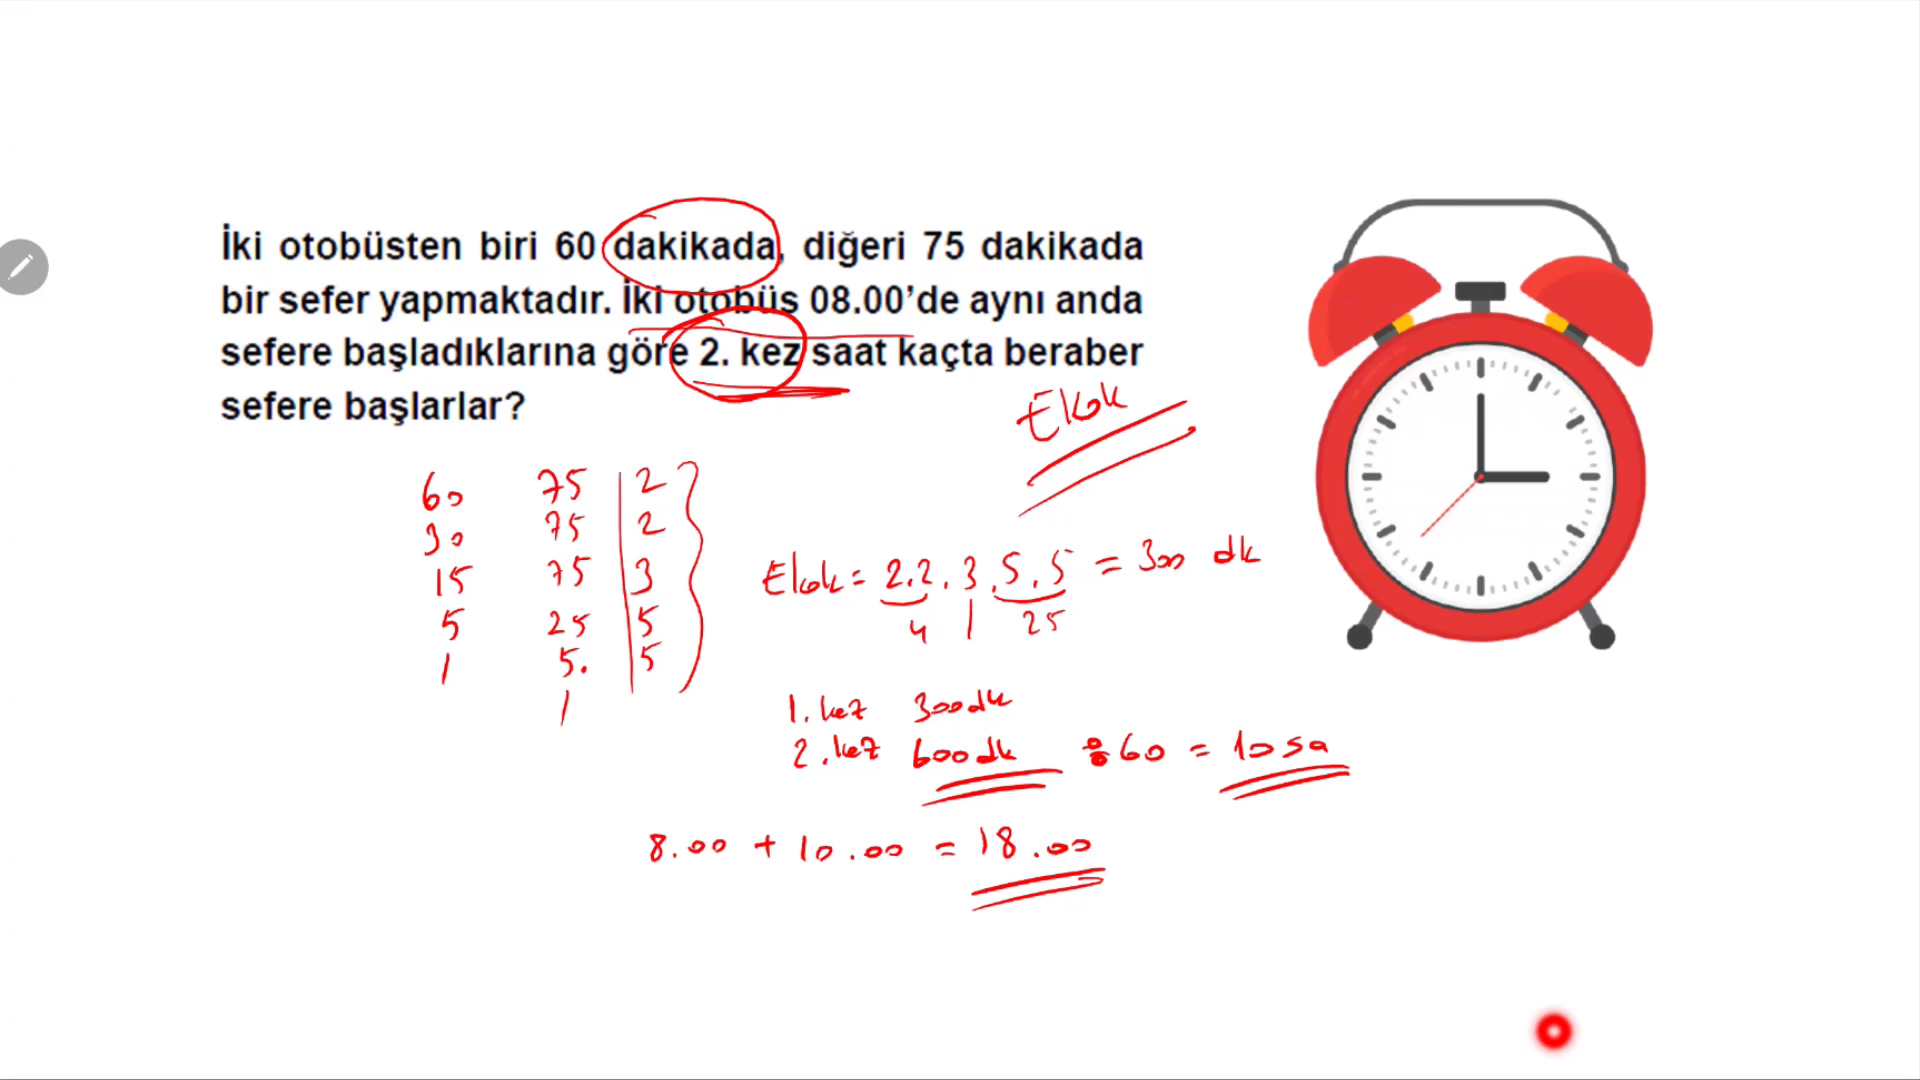 İki otobüsten biri 60 dakikada, diğeri 75 dakikada
bir sefer yapmaktadır. İki otobüs 08.00’de aynı anda
sefere başladıklarına göre 2. kez saat kaçta beraber
sefere başlarlar?
Ekok
60 75 2
30 75 2
15 75 3
5 25 5
1 5. 5
1
Ekok = 2.2.3.5.5 = 300 dk
4 25
1. kez 300dk
2. kez 600dk : 60 = 10 sa
8.00 + 10.00 = 18.00